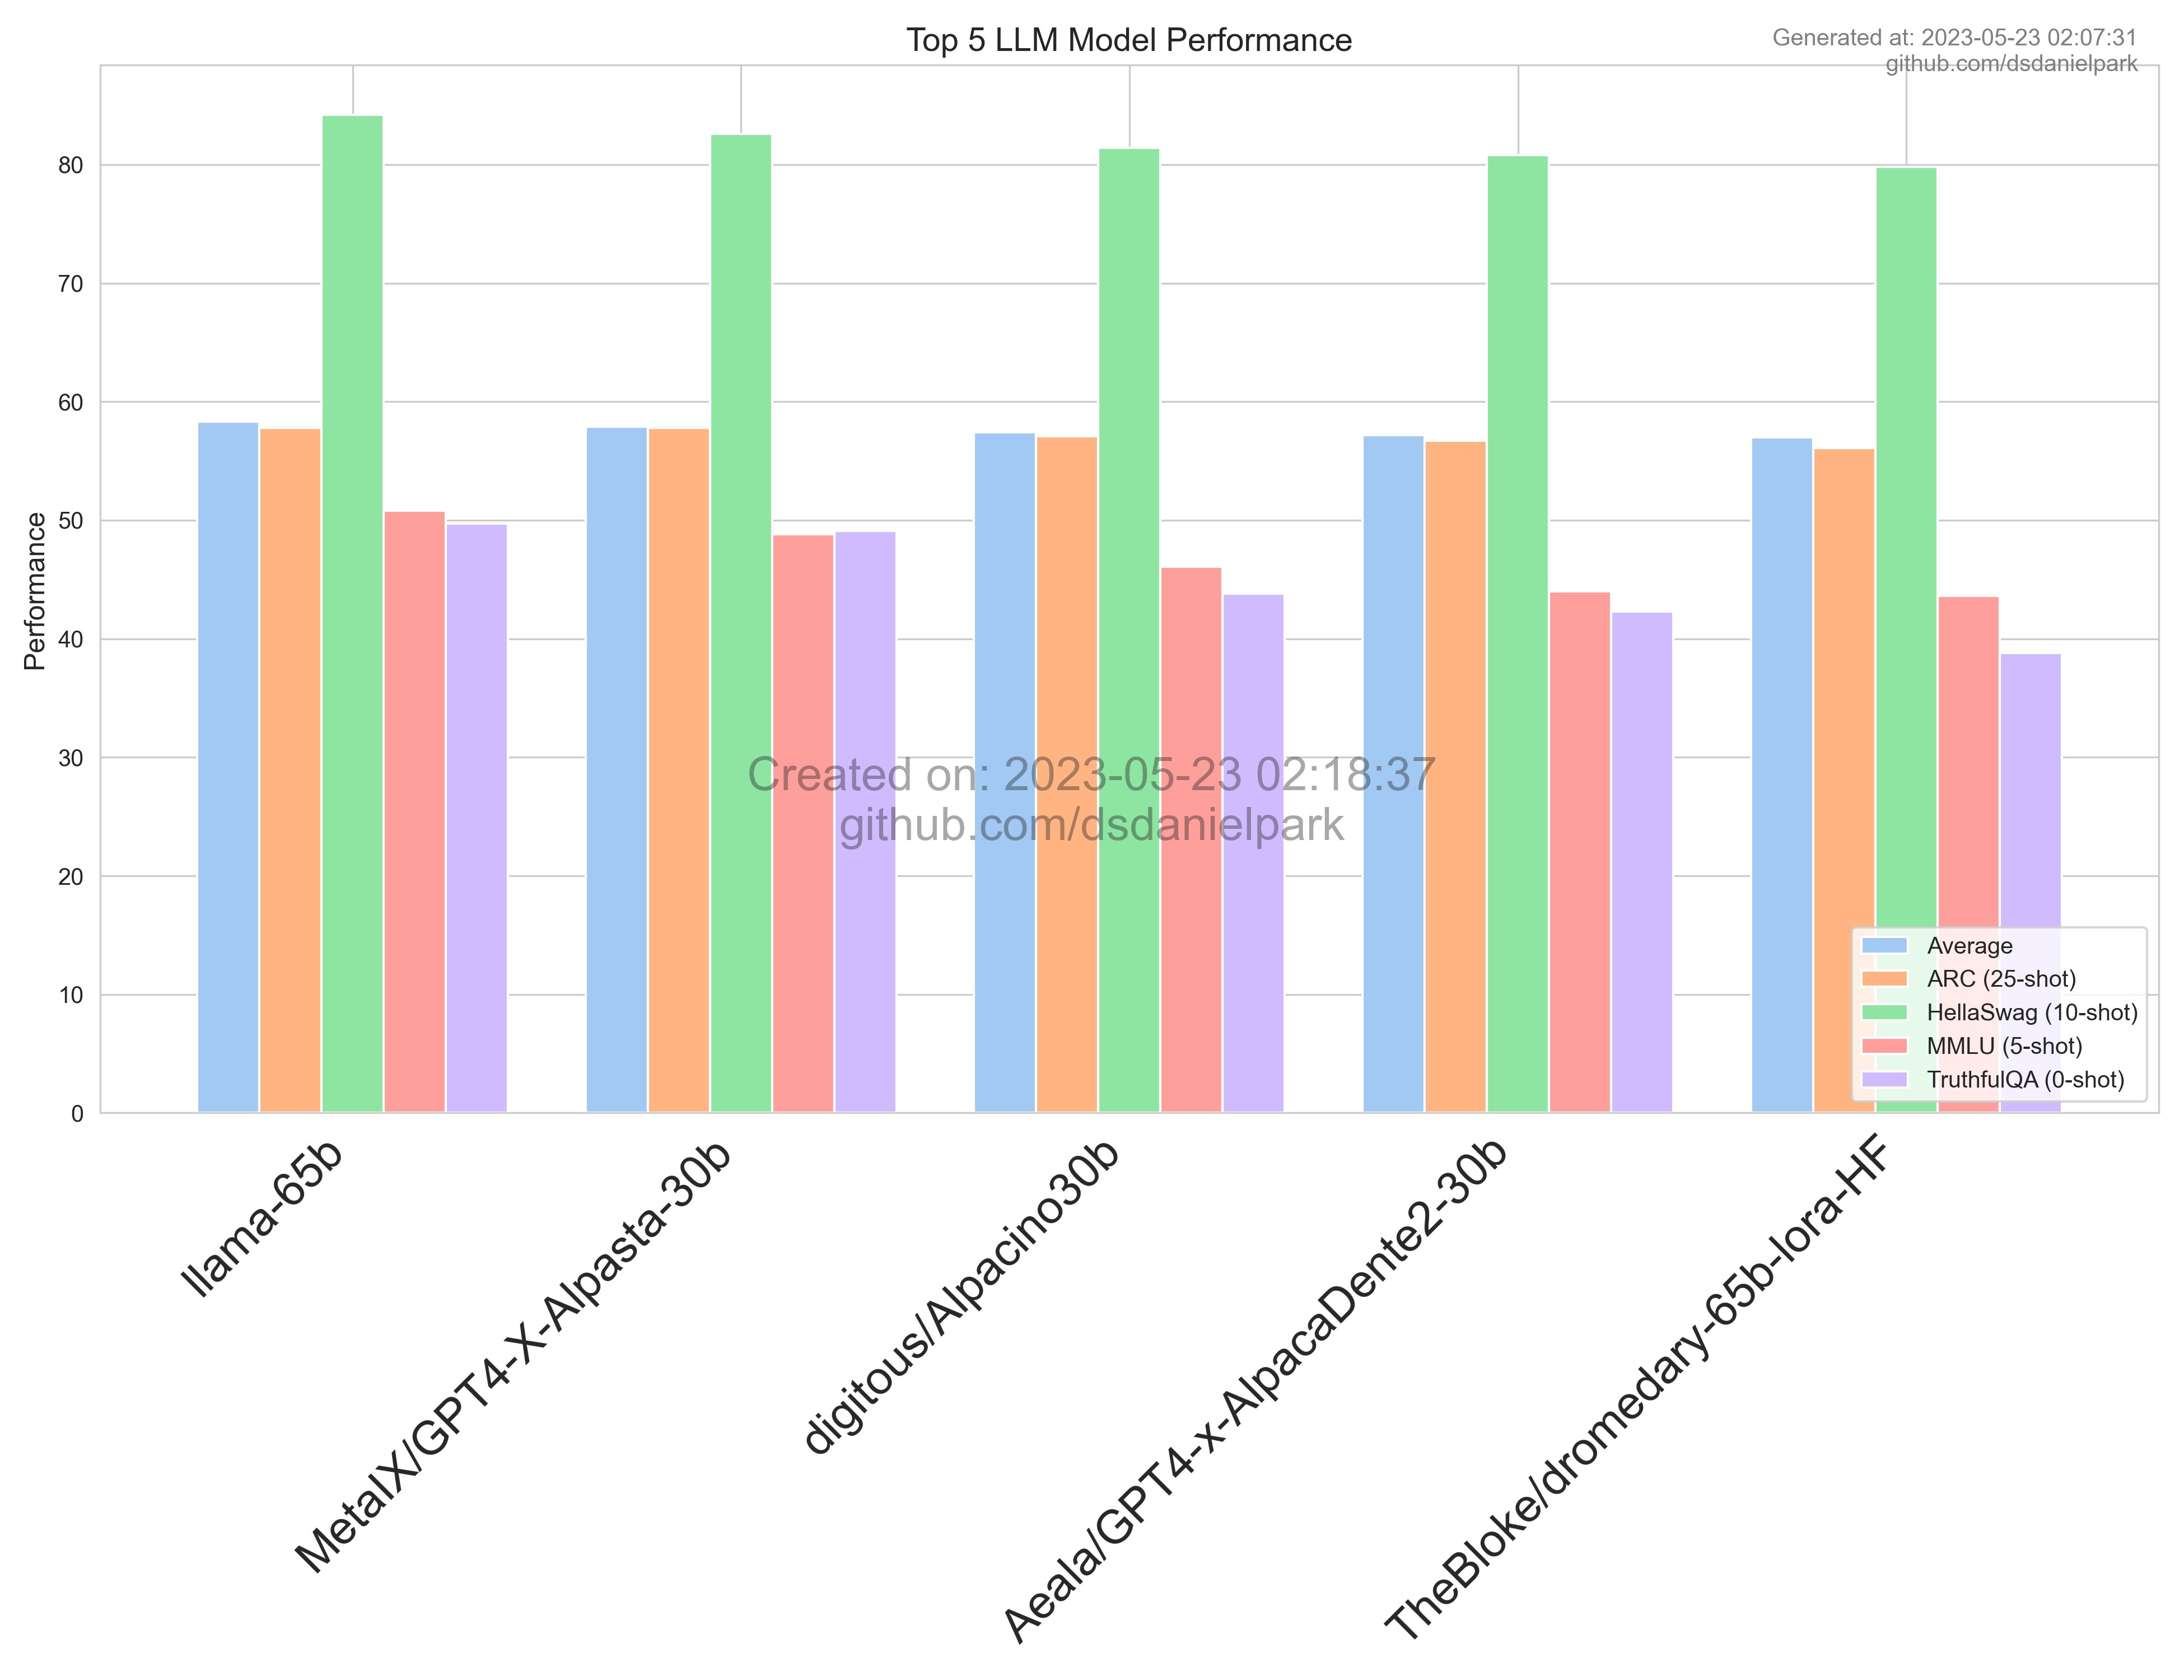 Top 5 LLM Model Performance
Generated at: 2023-05-23 02:07:31
github.com/dsdanielpark
Performance
80
70
60
50
40
30
20
10
0
Created on: 2023-05-23 02:18:37
github.com/dsdanielpark
Average
ARC (25-shot)
HellaSwag (10-shot)
MMLU (5-shot)
TruthfulQA (0-shot)
llama-65b
MetaIX/GPT4-X-Alpasta-30b
digitous/Alpacino30b
Aeala/GPT4-x-AlpacaDente2-30b
TheBloke/dromedary-65b-lora-HF